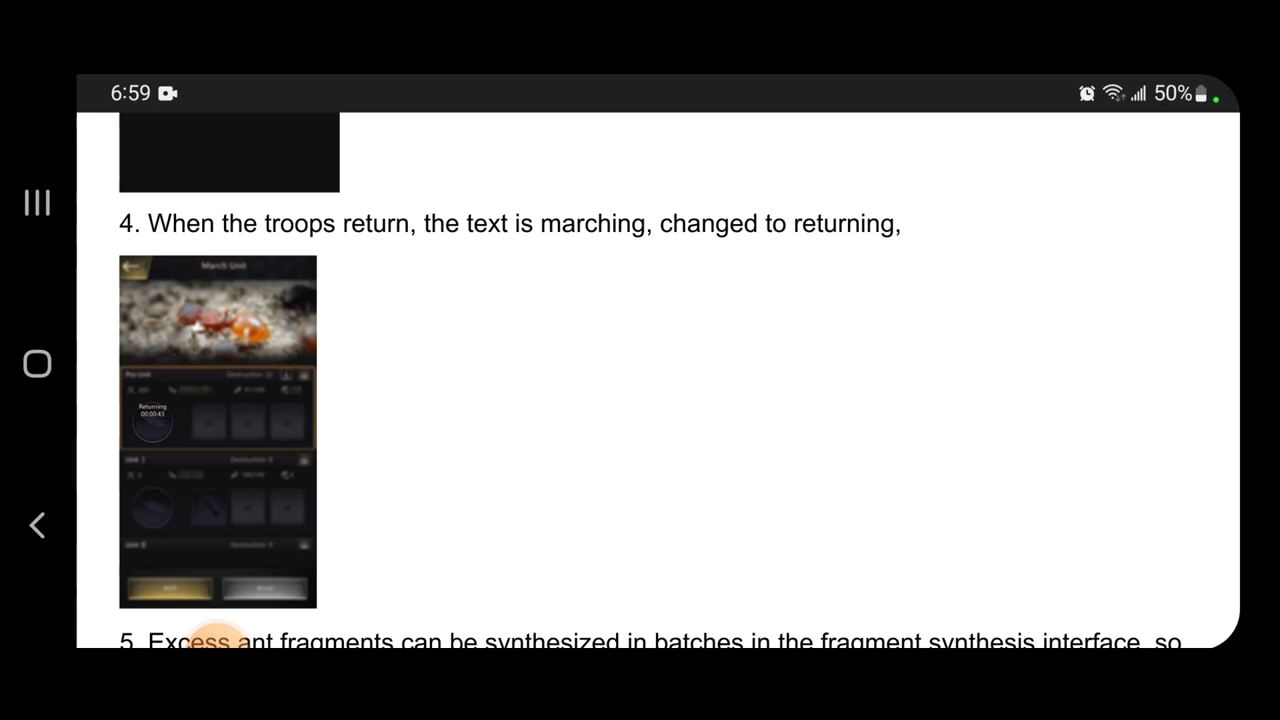 6:59
50%
4. When the troops return, the text is marching, changed to returning,
March Unit
Returning
00:00:43
5. Excess ant fragments can be synthesized in batches in the fragment synthesis interface, so